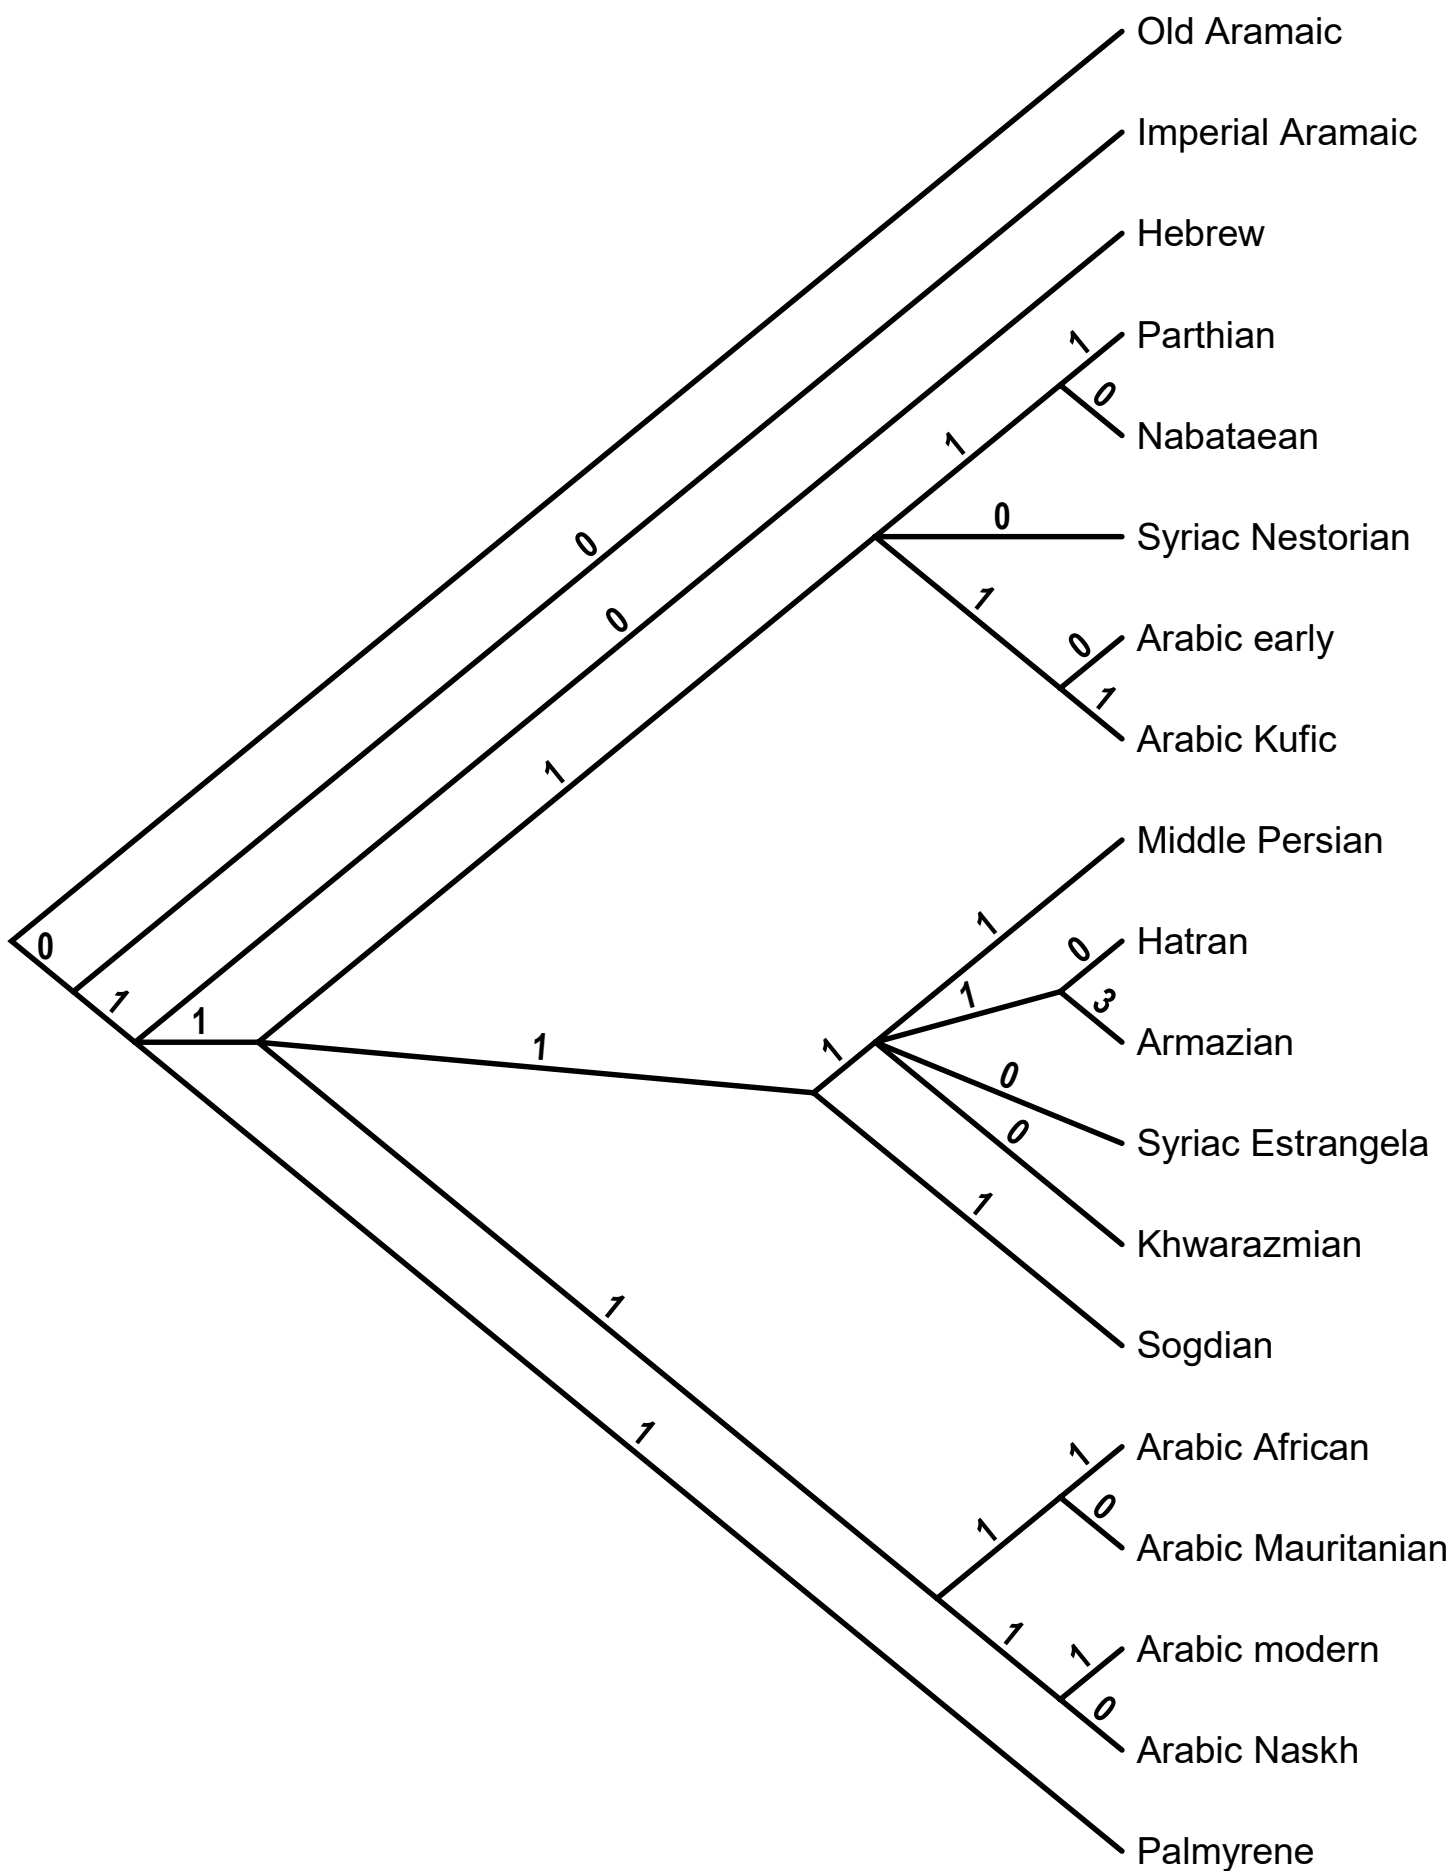 Old Aramaic
Imperial Aramaic
Hebrew
1 Parthian
0
1 Nabataean
0
0 Syriac Nestorian
1
0 0 Arabic early
1
1 Arabic Kufic
Middle Persian
1
0 0 Hatran
1 3
1 1 1 1 Armazian
0
0 Syriac Estrangela
1 Khwarazmian
1 Sogdian
1 1 Arabic African
0
1 Arabic Mauritanian
1 1 Arabic modern
0
Arabic Naskh
Palmyrene